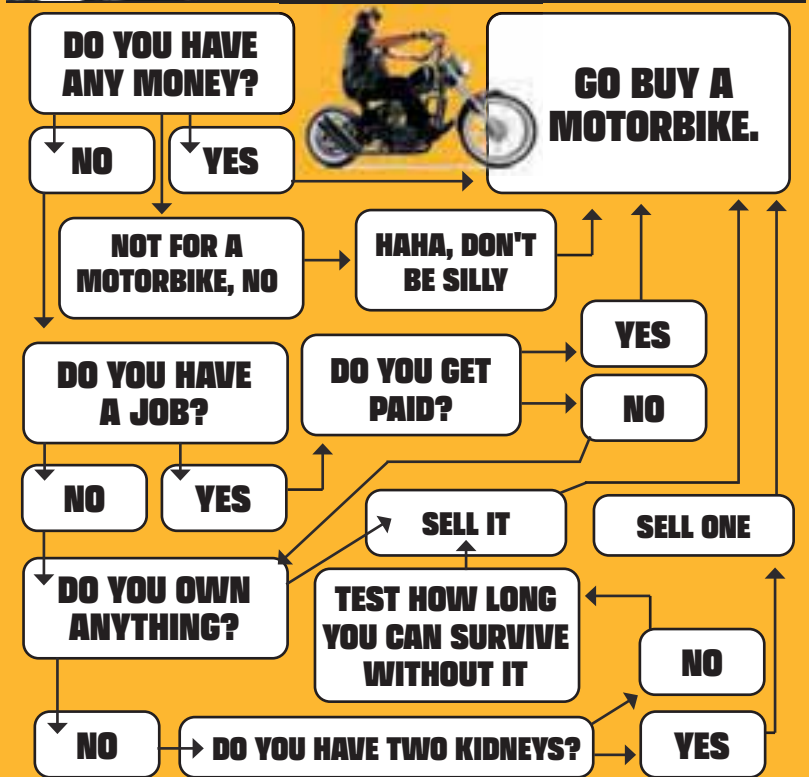 DO YOU HAVE
ANY MONEY?
GO BUY A
MOTORBIKE.
NO
YES
NOT FOR A
MOTORBIKE, NO
HAHA, DON'T
BE SILLY
YES
DO YOU HAVE
A JOB?
DO YOU GET
PAID?
NO
NO
YES
SELL IT
SELL ONE
DO YOU OWN
ANYTHING?
TEST HOW LONG
YOU CAN SURVIVE
WITHOUT IT
NO
NO
DO YOU HAVE TWO KIDNEYS?
YES